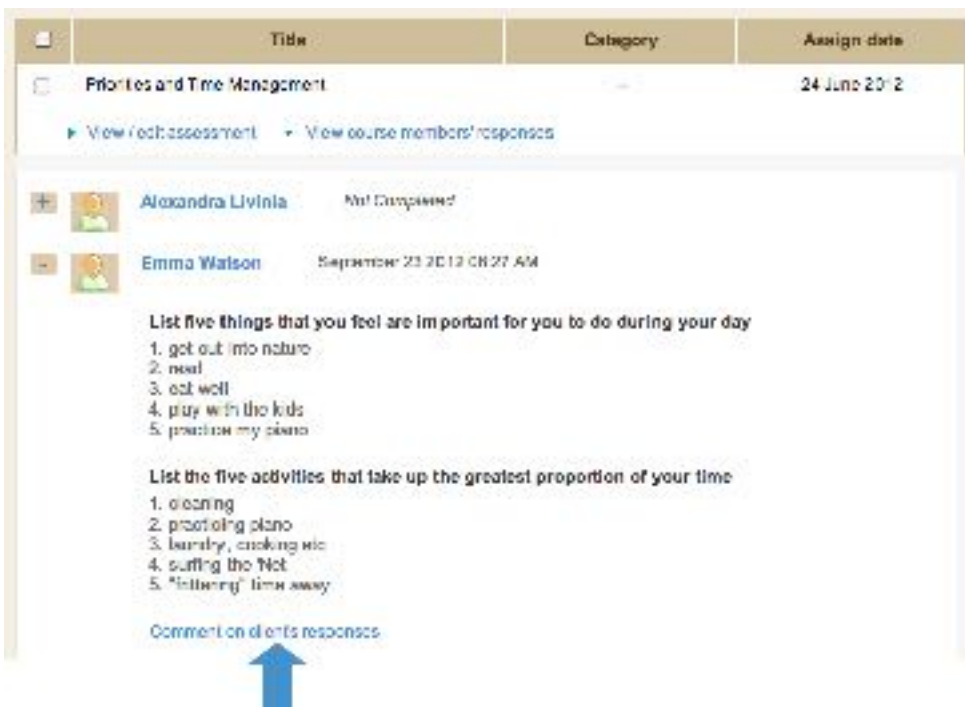 Title Category Assign date
Priorities and Time Management -- 24 June 2012
View / edit assessment View course members' responses
+ Alexandra Livinia Not Completed
- Emma Watson September 23 2012 08:27 AM
List five things that you feel are important for you to do during your day
1. get out into nature
2. read
3. eat well
4. play with the kids
5. practice my piano
List the five activities that take up the greatest proportion of your time
1. cleaning
2. practicing piano
3. laundry, cooking etc
4. surfing the 'Net
5. "frittering" time away
Comment on client's responses